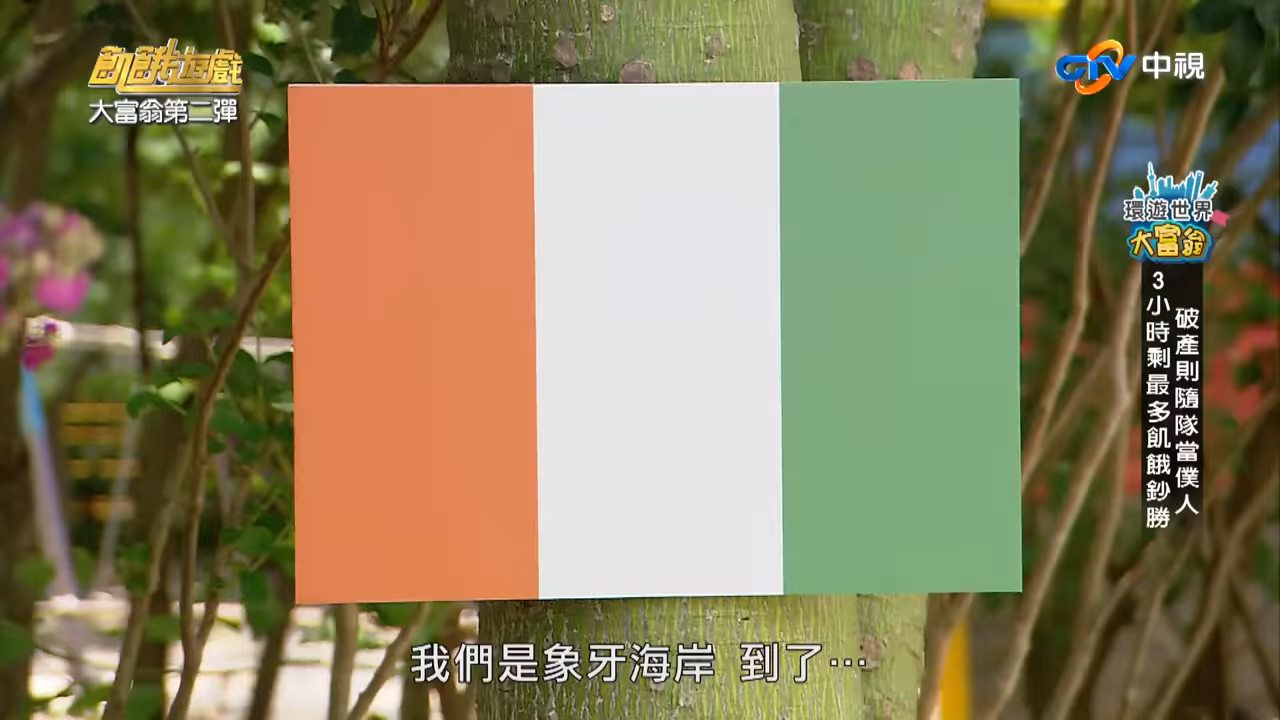 飢餓遊戲
大富翁第二彈
CTV 中視
環遊世界
大富翁
破產則隨隊當僕人
3小時剩最多飢餓鈔勝
我們是象牙海岸 到了…